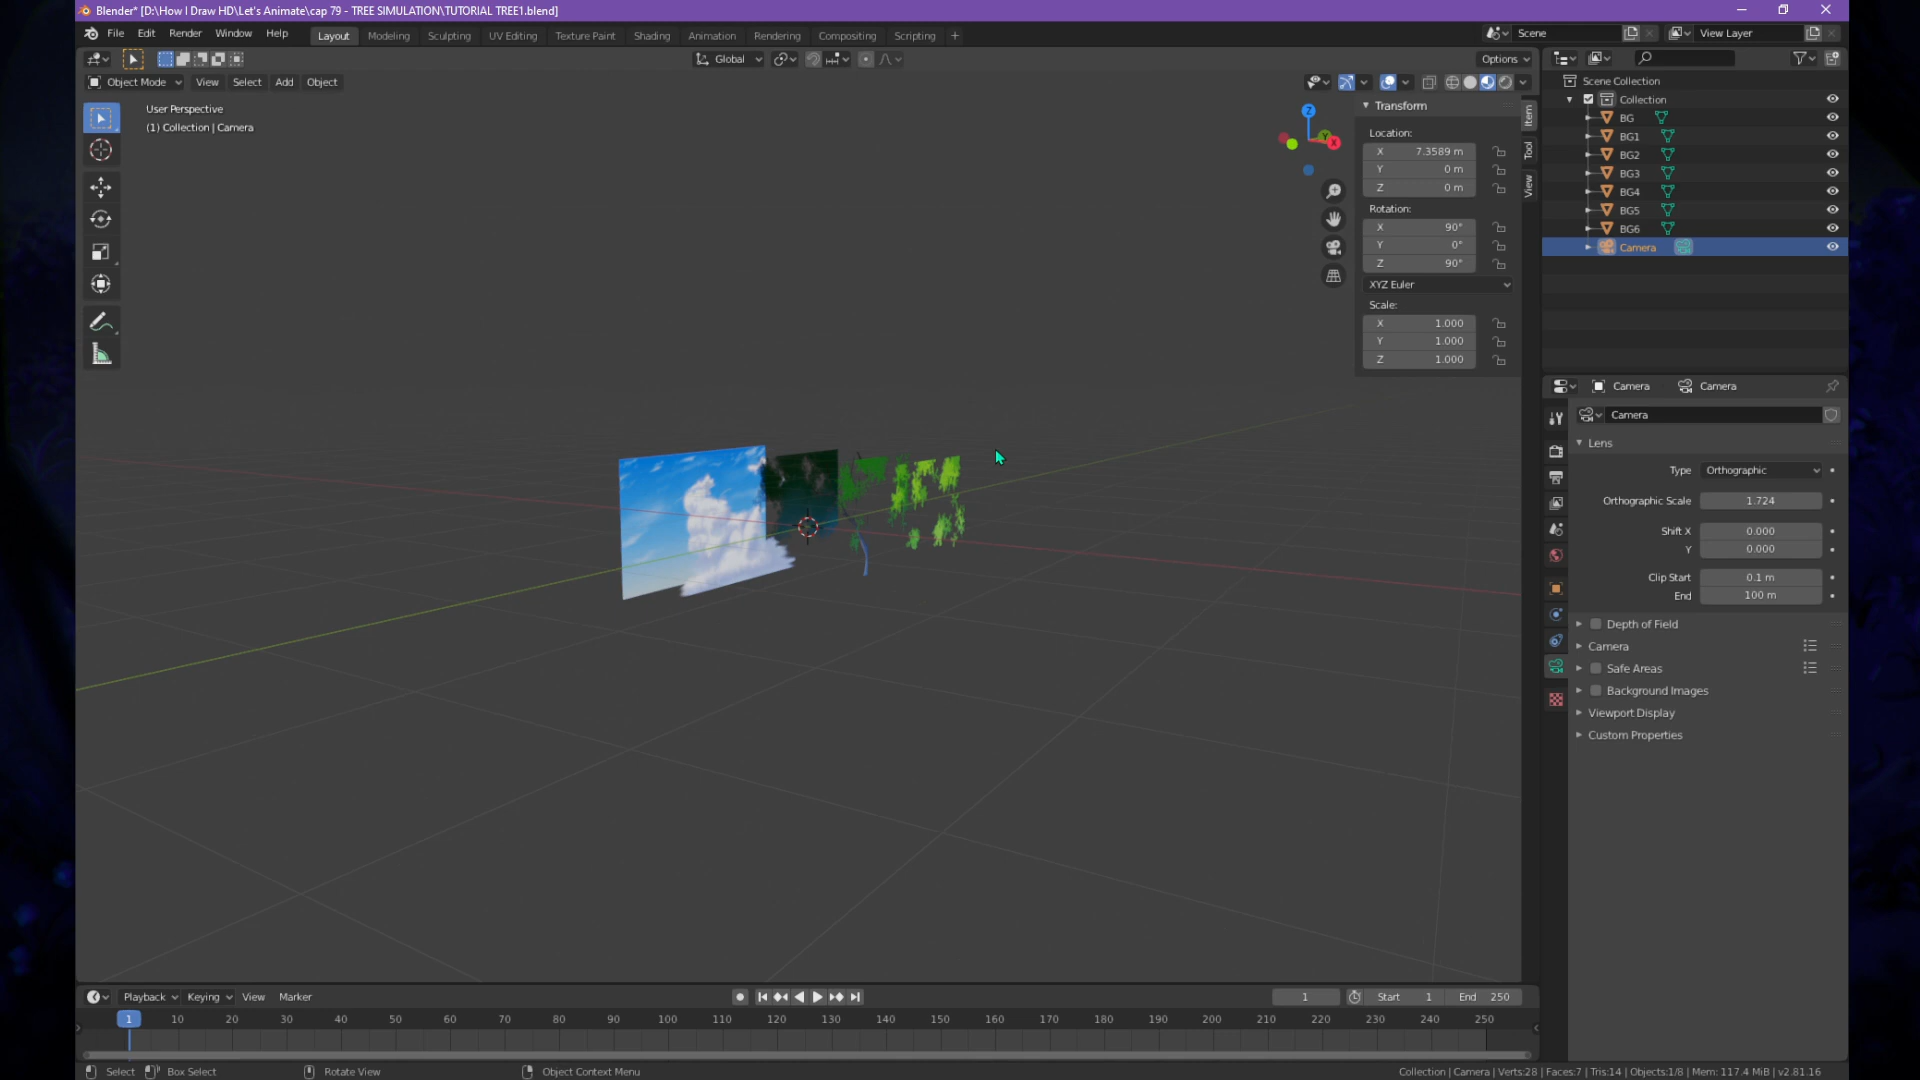 Blender* [D:\How I Draw HD\Let's Animate\cap 79 - TREE SIMULATION\TUTORIAL TREE1.blend]
File Edit Render Window Help Layout Modeling Sculpting UV Editing Texture Paint Shading Animation Rendering Compositing Scripting + Scene View Layer
Global Options
Object Mode View Select Add Object
User Perspective
(1) Collection | Camera
Z
Y
X
Transform
Location:
X 7.3589 m
Y 0 m
Z 0 m
Rotation:
X 90°
Y 0°
Z 90°
XYZ Euler
Scale:
X 1.000
Y 1.000
Z 1.000
Item
Tool
View
Scene Collection
Collection
BG
BG1
BG2
BG3
BG4
BG5
BG6
Camera
Camera Camera
Camera
Lens
Type Orthographic
Orthographic Scale 1.724
Shift X 0.000
Y 0.000
Clip Start 0.1 m
End 100 m
Depth of Field
Camera
Safe Areas
Background Images
Viewport Display
Custom Properties
Playback Keying View Marker 1 Start 1 End 250
1 10 20 30 40 50 60 70 80 90 100 110 120 130 140 150 160 170 180 190 200 210 220 230 240 250
Select Box Select Rotate View Object Context Menu Collection | Camera | Verts:28 | Faces:7 | Tris:14 | Objects:1/8 | Mem: 117.4 MiB | v2.81.16